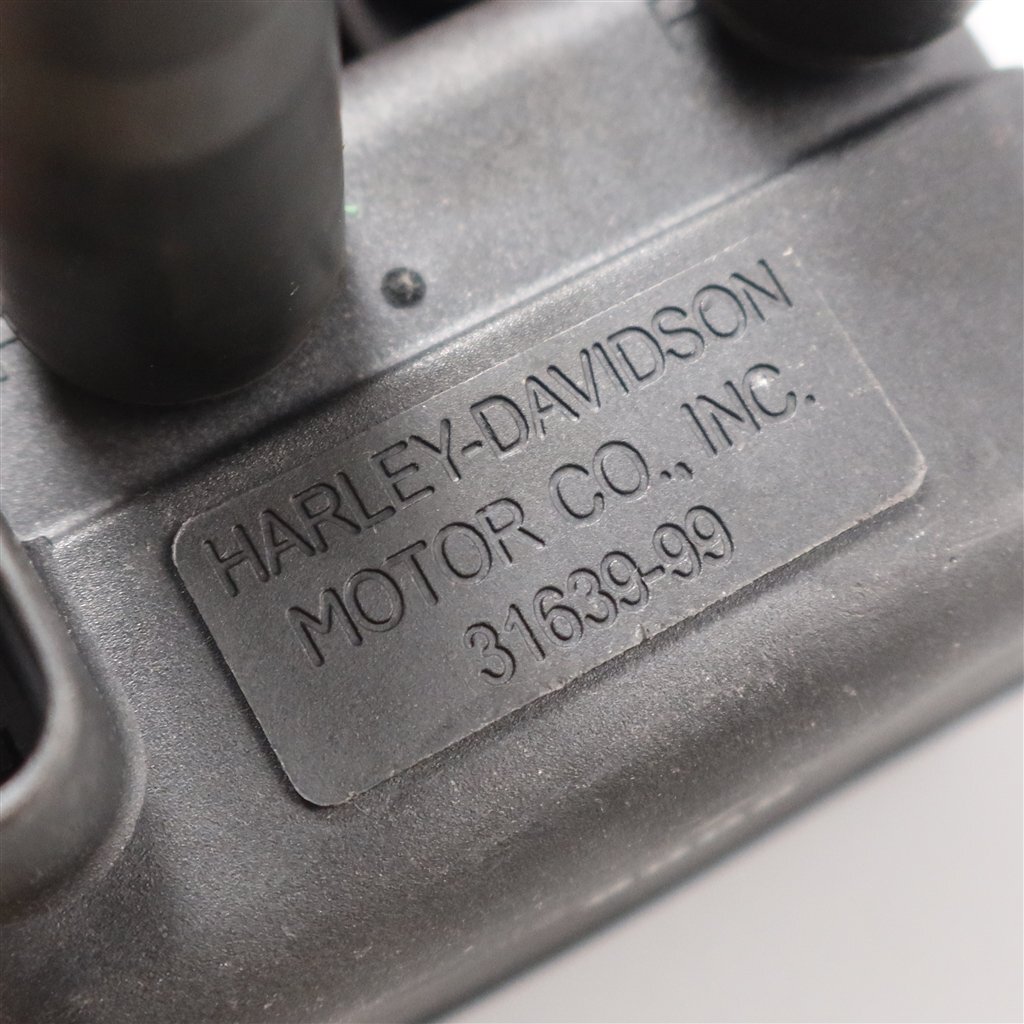 HARLEY-DAVIDSON
MOTOR CO., INC.
31639-99